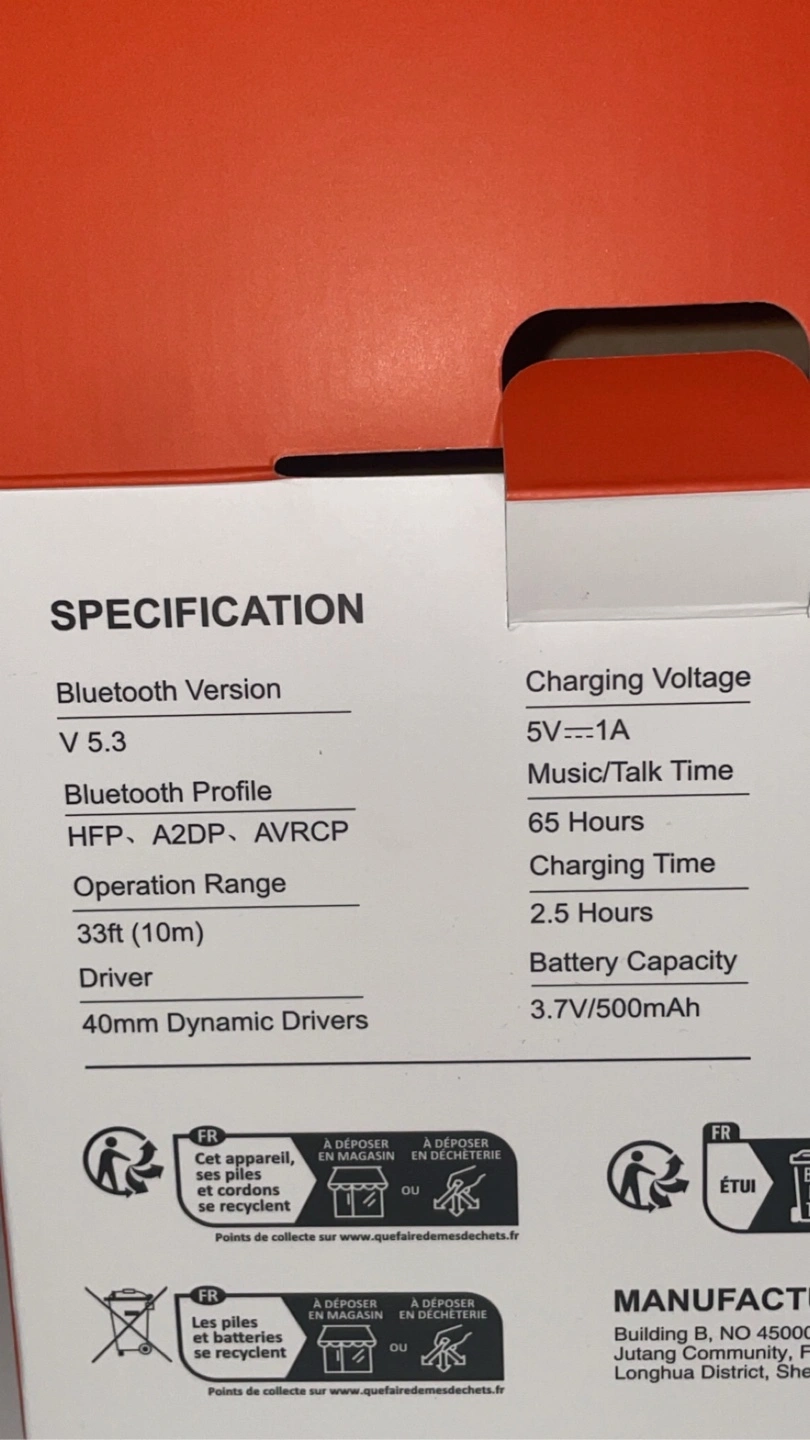 SPECIFICATION
Bluetooth Version
V 5.3
Bluetooth Profile
HFP、A2DP、AVRCP
Operation Range
33ft (10m)
Driver
40mm Dynamic Drivers
Charging Voltage
5V⎓1A
Music/Talk Time
65 Hours
Charging Time
2.5 Hours
Battery Capacity
3.7V/500mAh
FR
Cet appareil,
ses piles
et cordons
se recyclent
À DÉPOSER
EN MAGASIN
OU
À DÉPOSER
EN DÉCHÈTERIE
Points de collecte sur www.quefairedemesdechets.fr
FR
ÉTUI
FR
Les piles
et batteries
se recyclent
À DÉPOSER
EN MAGASIN
OU
À DÉPOSER
EN DÉCHÈTERIE
Points de collecte sur www.quefairedemesdechets.fr
MANUFACT
Building B, NO 4500
Jutang Community,
Longhua District,